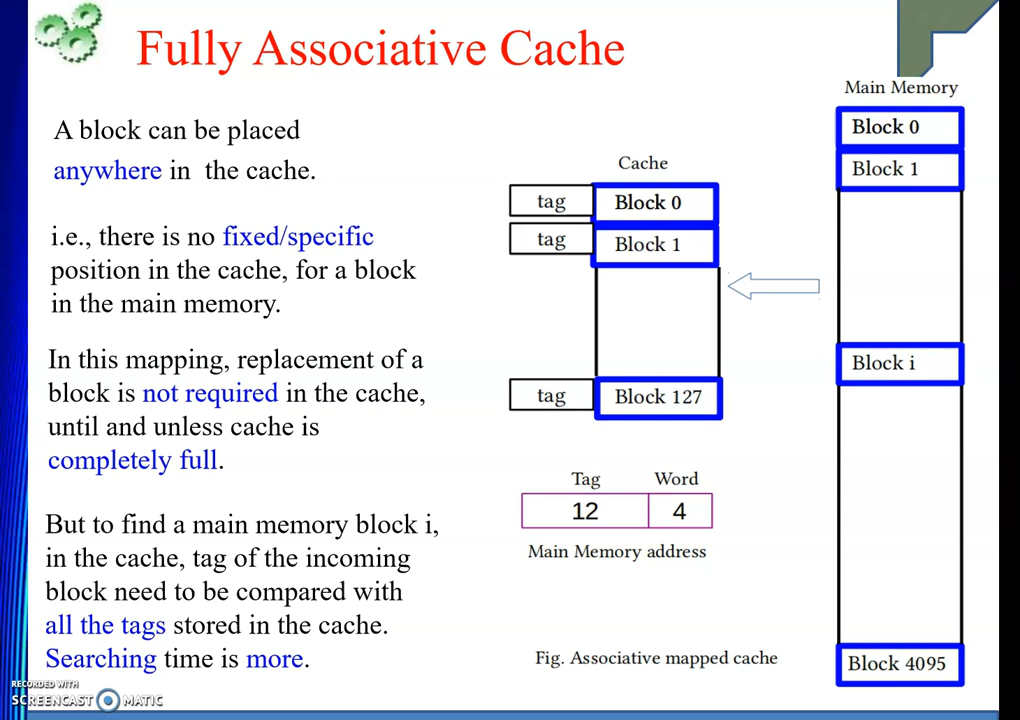 Fully Associative Cache
A block can be placed
anywhere in the cache.
i.e., there is no fixed/specific
position in the cache, for a block
in the main memory.
In this mapping, replacement of a
block is not required in the cache,
until and unless cache is
completely full.
But to find a main memory block i,
in the cache, tag of the incoming
block need to be compared with
all the tags stored in the cache.
Searching time is more.
Cache
tag Block 0
tag Block 1
tag Block 127
Tag Word
12 4
Main Memory address
Fig. Associative mapped cache
Main Memory
Block 0
Block 1
Block i
Block 4095
RECORDED WITH
SCREENCAST MATIC